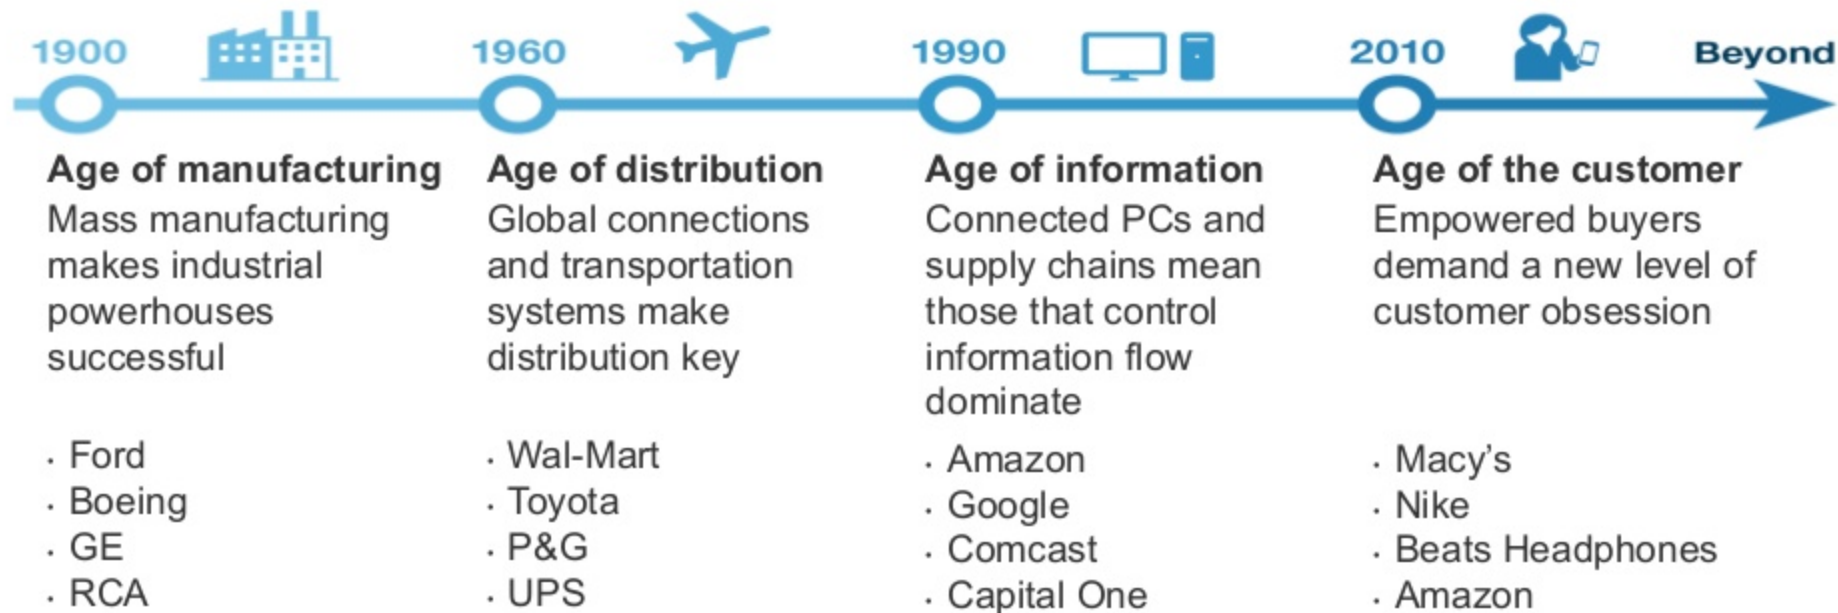 1900
1960
1990
2010
Beyond
Age of manufacturing
Mass manufacturing
makes industrial
powerhouses
successful
· Ford
· Boeing
· GE
· RCA
Age of distribution
Global connections
and transportation
systems make
distribution key
· Wal-Mart
· Toyota
· P&G
· UPS
Age of information
Connected PCs and
supply chains mean
those that control
information flow
dominate
· Amazon
· Google
· Comcast
· Capital One
Age of the customer
Empowered buyers
demand a new level of
customer obsession
· Macy’s
· Nike
· Beats Headphones
· Amazon